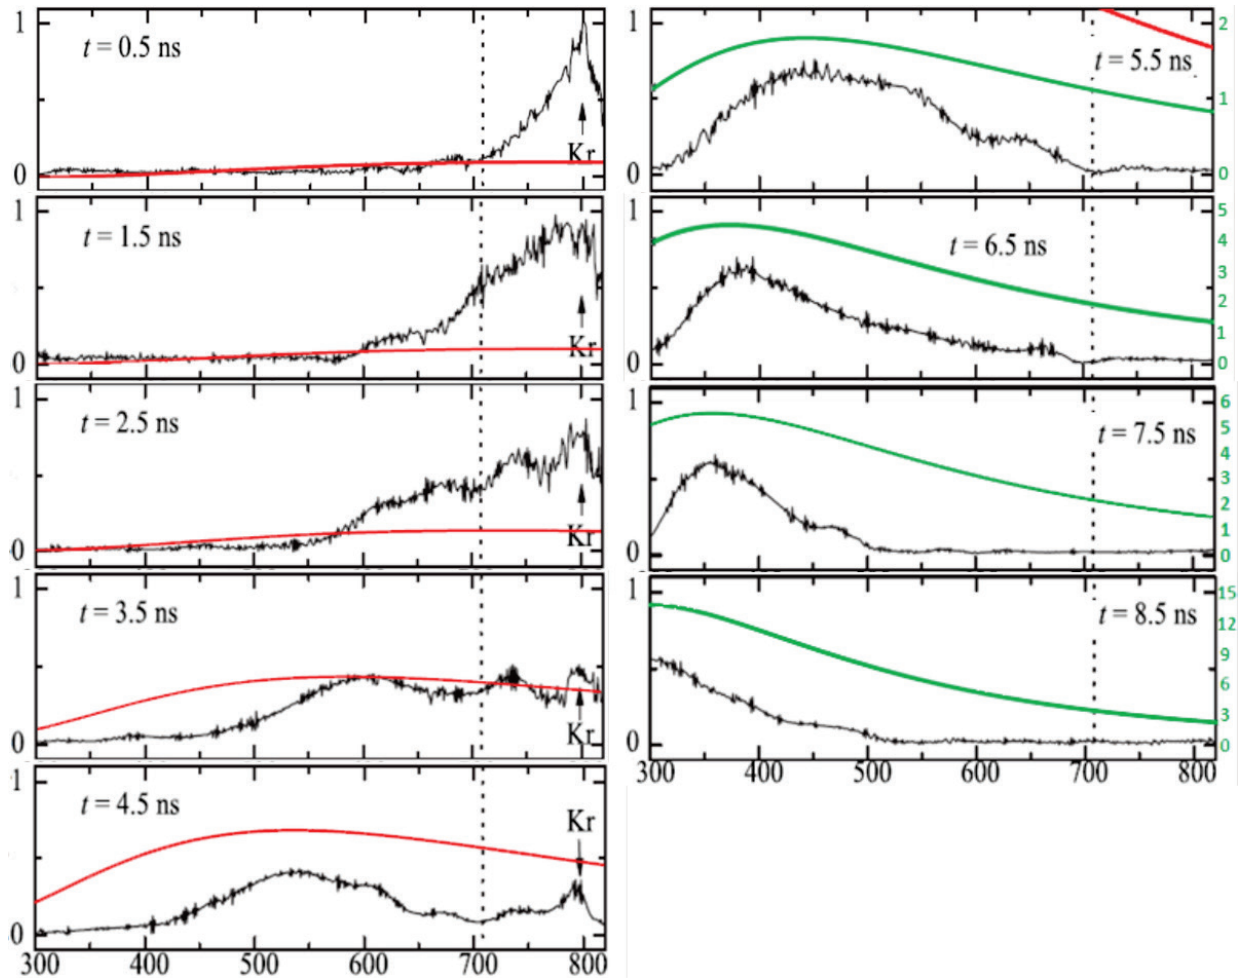 1
t = 0.5 ns
Kr
0
1
t = 1.5 ns
Kr
0
1
t = 2.5 ns
Kr
0
1
t = 3.5 ns
Kr
0
1
t = 4.5 ns
Kr
0
300 400 500 600 700 800
1 2
t = 5.5 ns
1
0 0
1 5
t = 6.5 ns 4
3
2
1
0 0
1 6
t = 7.5 ns 5
4
3
2
1
0 0
1 15
t = 8.5 ns 12
9
6
3
0 0
300 400 500 600 700 800